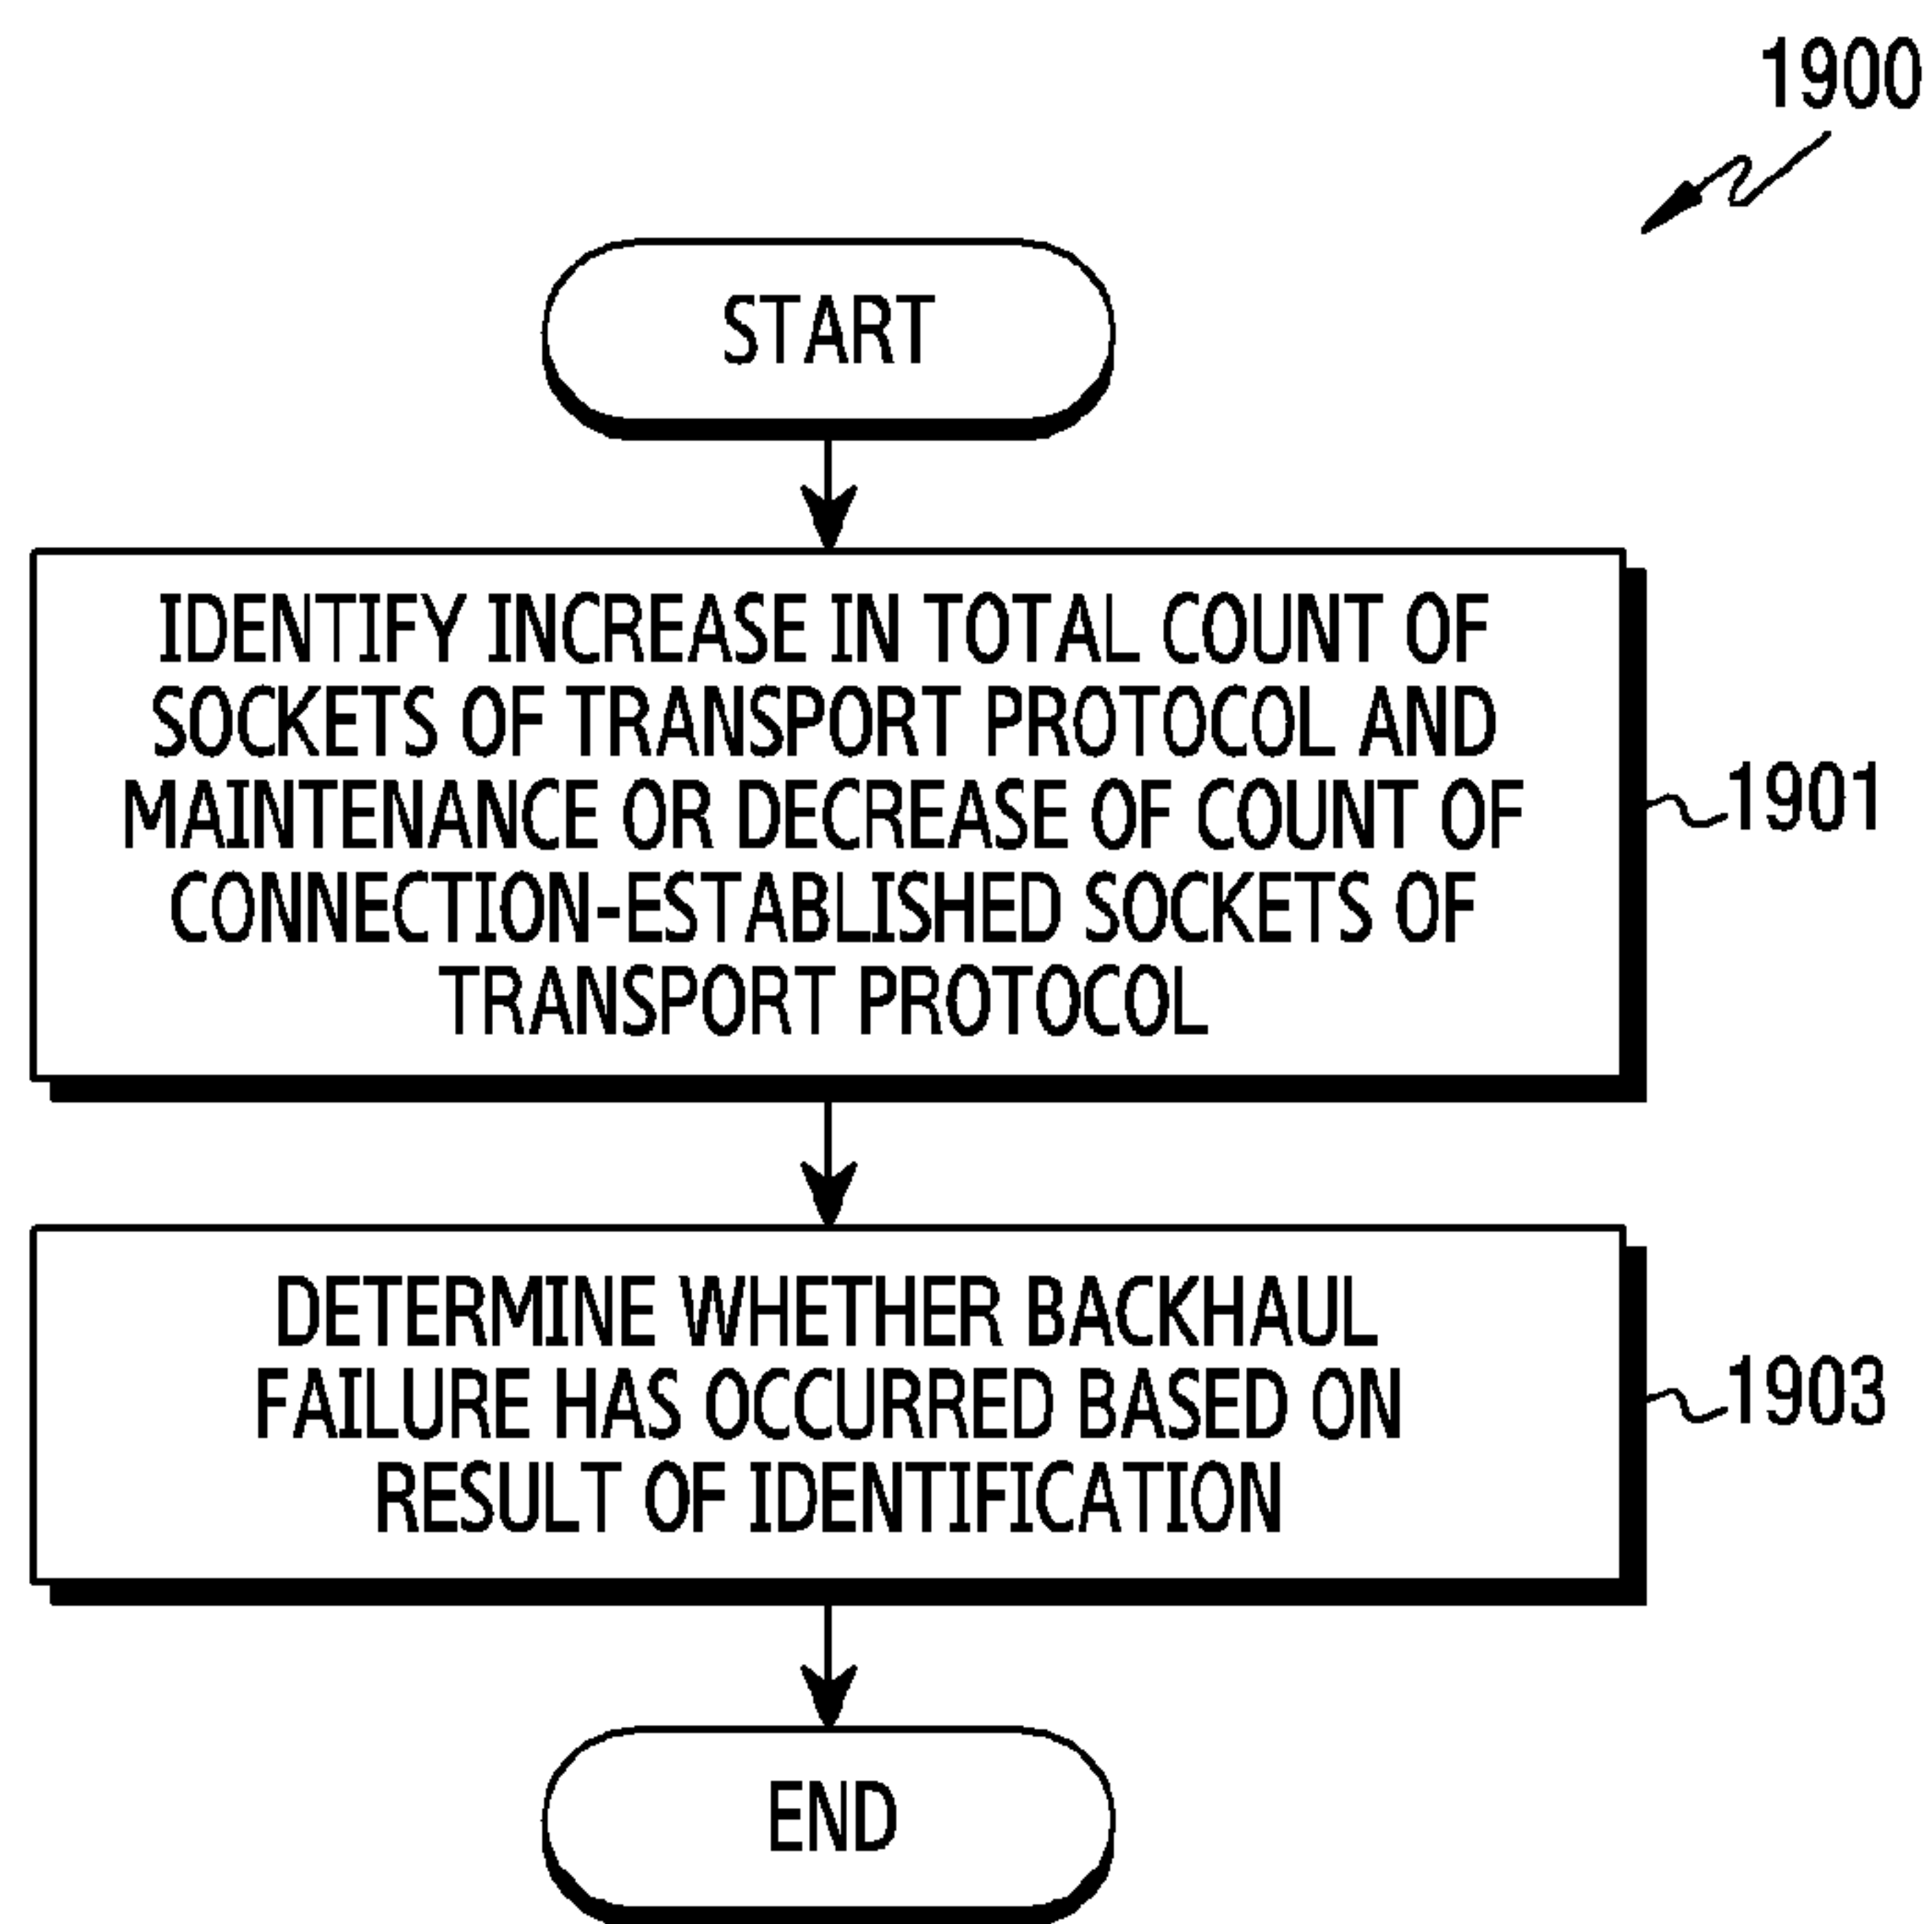 1900
START
IDENTIFY INCREASE IN TOTAL COUNT OF
SOCKETS OF TRANSPORT PROTOCOL AND
MAINTENANCE OR DECREASE OF COUNT OF
CONNECTION-ESTABLISHED SOCKETS OF
TRANSPORT PROTOCOL
1901
DETERMINE WHETHER BACKHAUL
FAILURE HAS OCCURRED BASED ON
RESULT OF IDENTIFICATION
1903
END